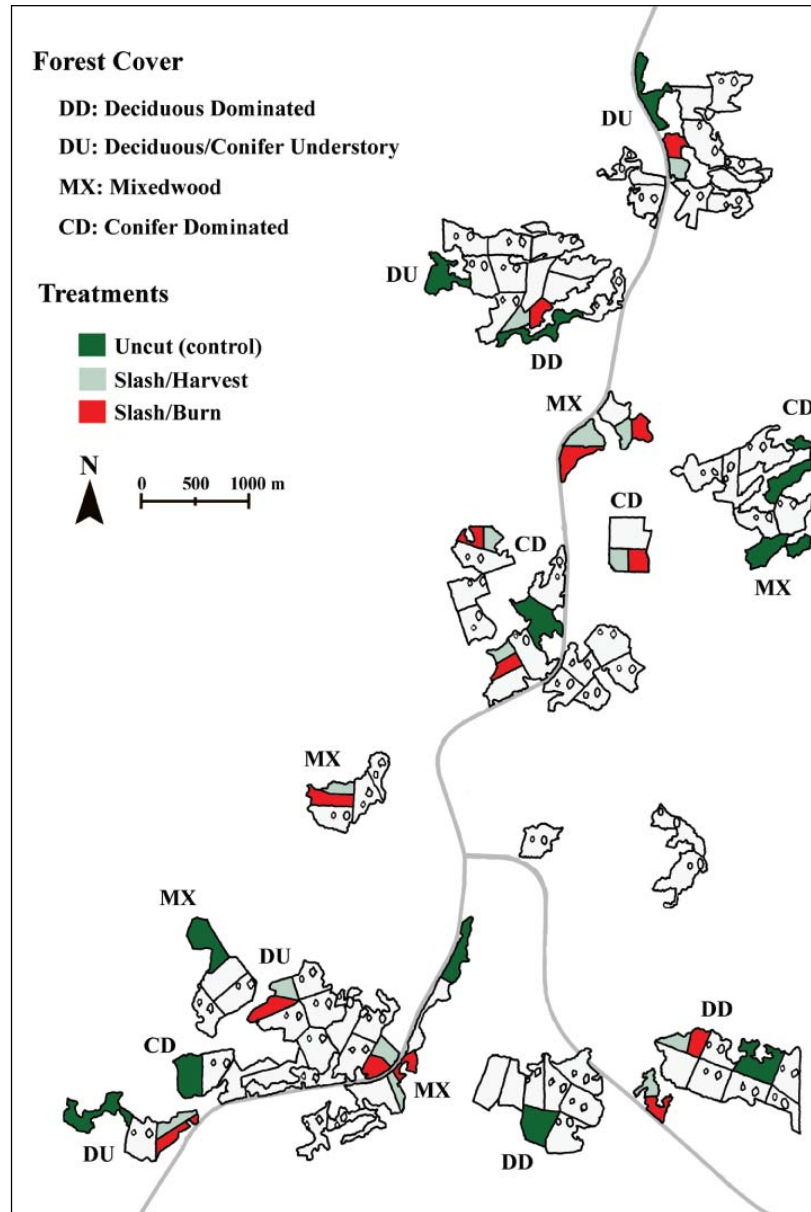 Forest Cover
DD: Deciduous Dominated
DU: Deciduous/Conifer Understory
MX: Mixedwood
CD: Conifer Dominated
Treatments
Uncut (control)
Slash/Harvest
Slash/Burn
N
0 500 1000 m
DU
DU
DD
MX
CD
CD
CD
MX
MX
MX
DU
DD
CD
MX
DU
DD